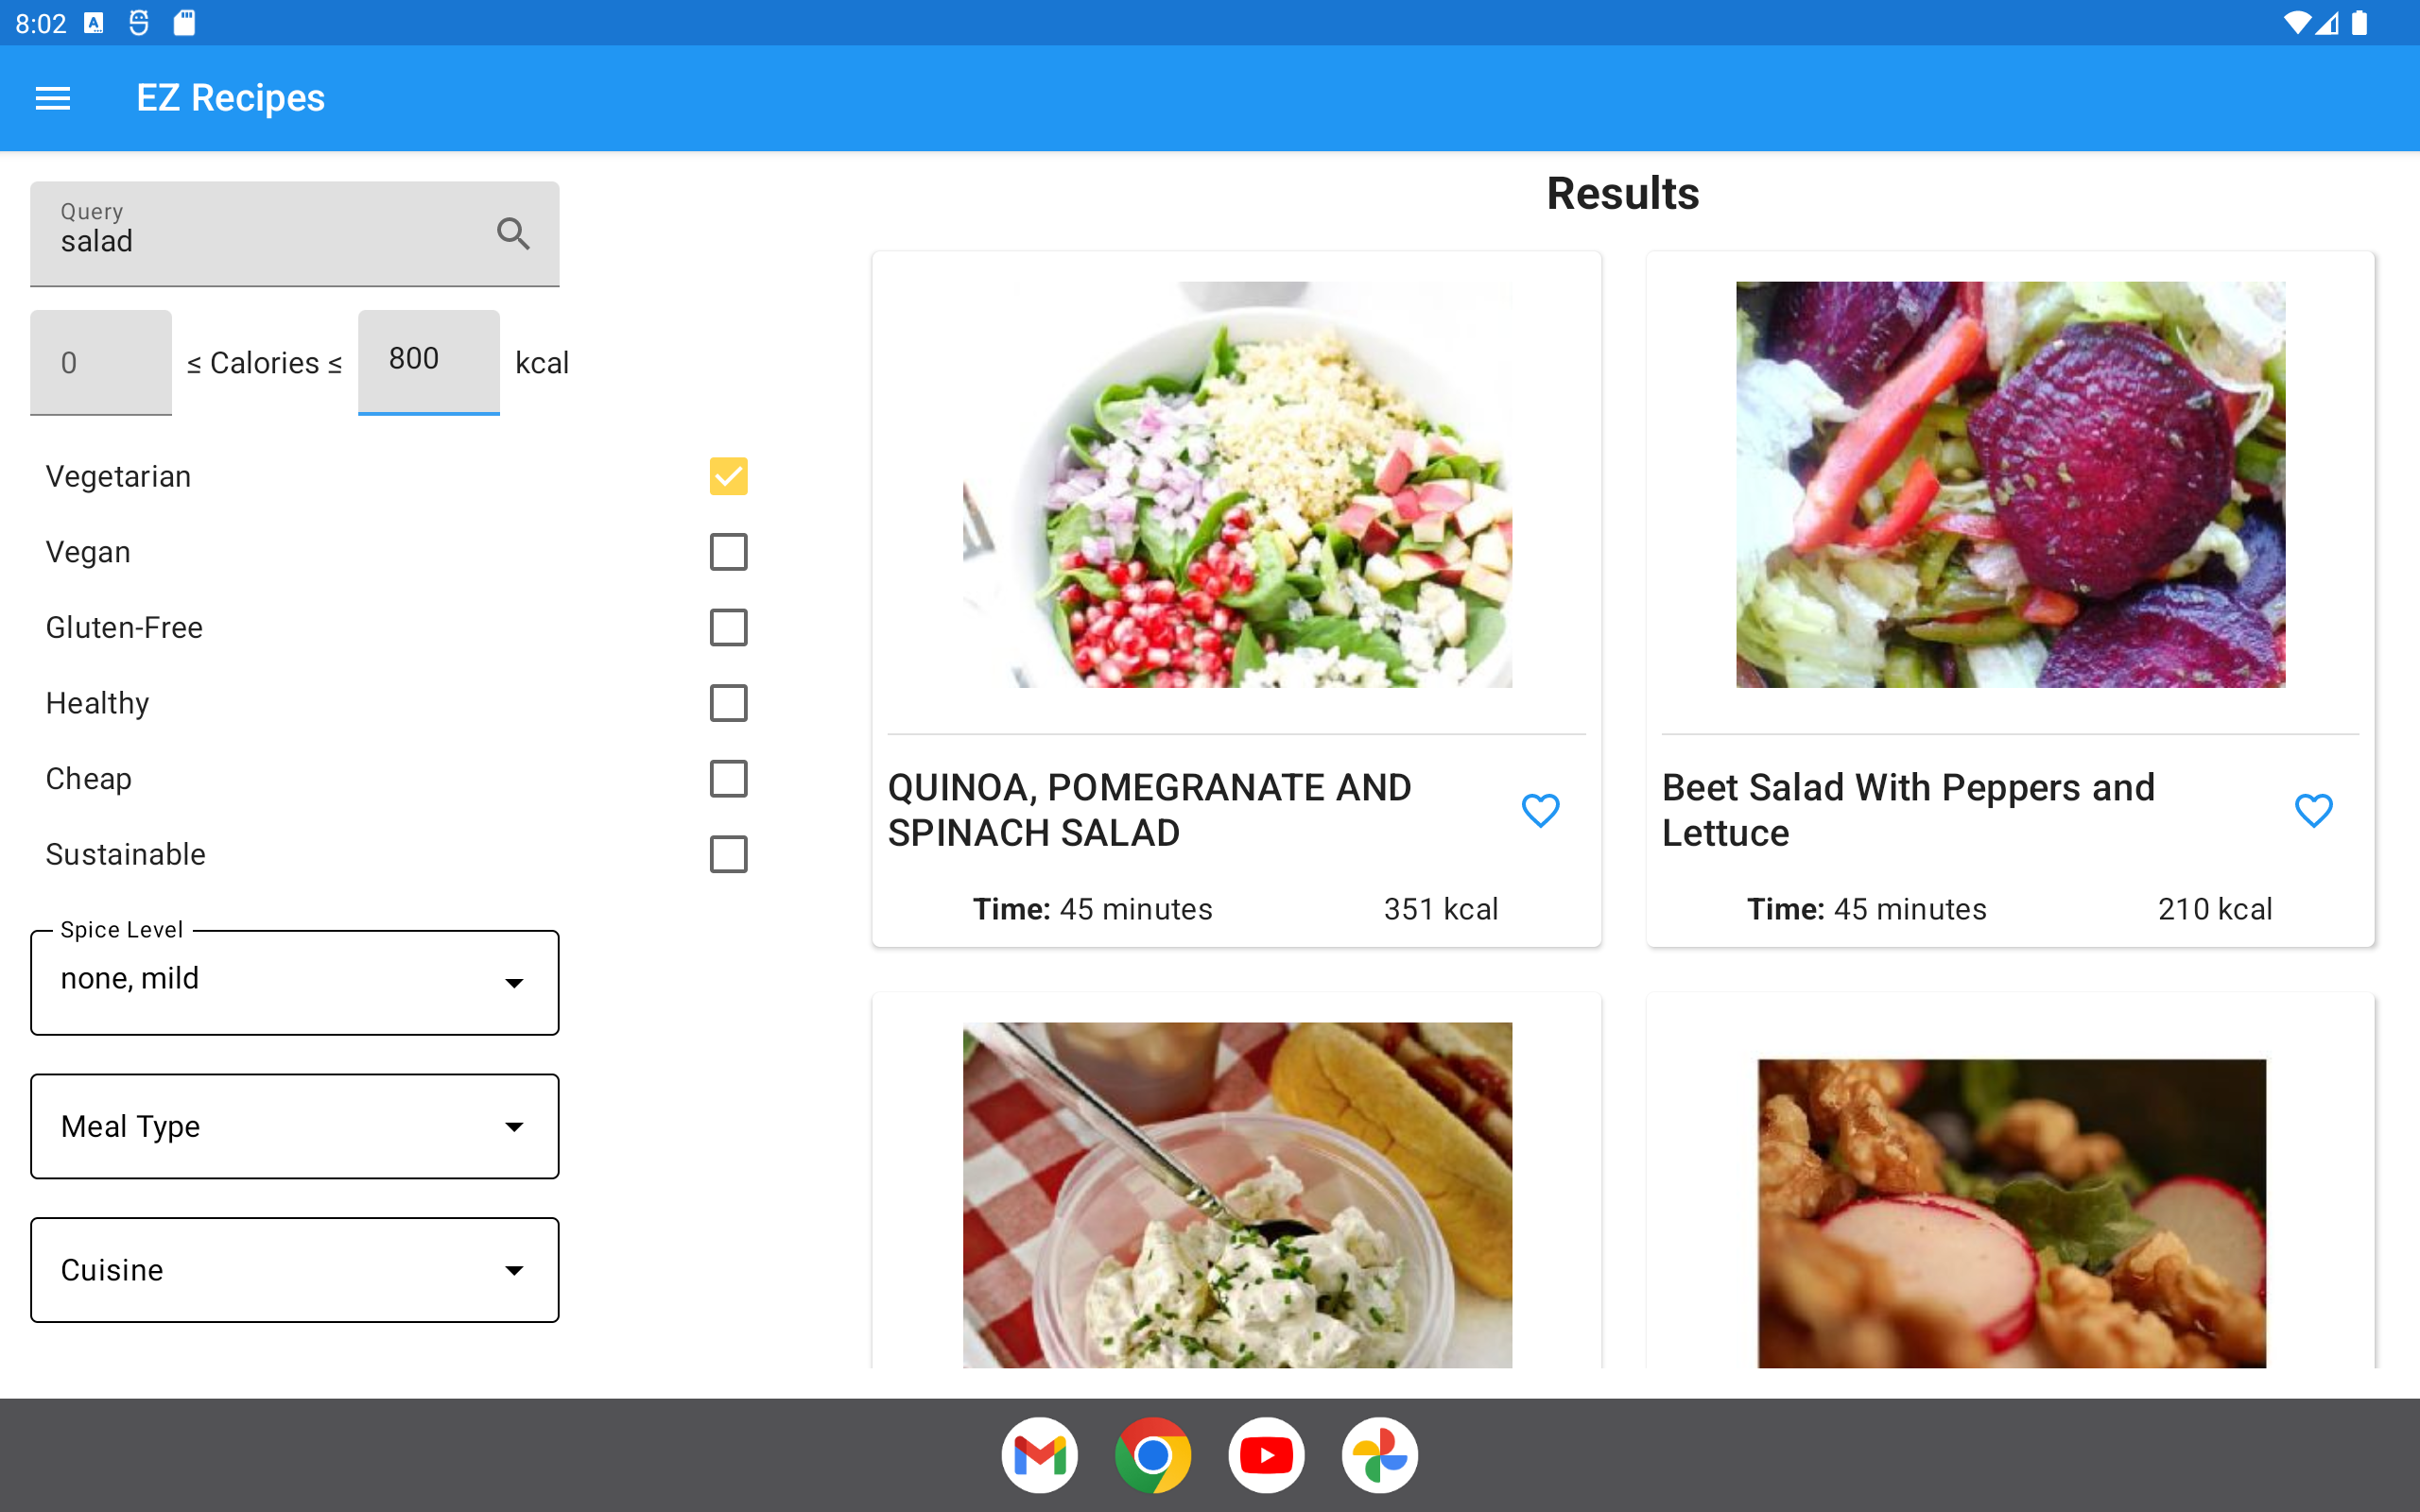 8:02
EZ Recipes
Query
salad
0 ≤ Calories ≤ 800 kcal
Vegetarian
Vegan
Gluten-Free
Healthy
Cheap
Sustainable
Spice Level
none, mild
Meal Type
Cuisine
Results
QUINOA, POMEGRANATE AND
SPINACH SALAD
Time: 45 minutes 351 kcal
Beet Salad With Peppers and
Lettuce
Time: 45 minutes 210 kcal